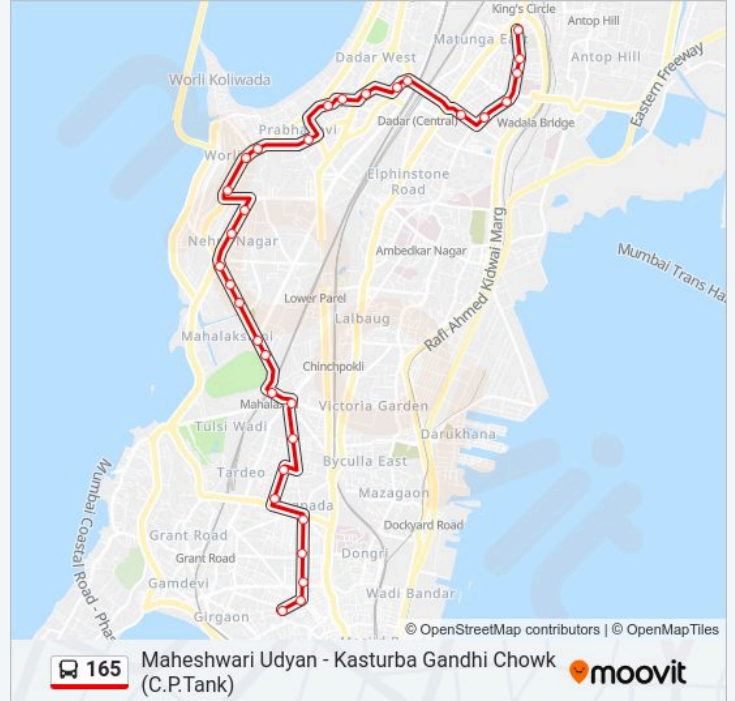 King's Circle
Antop Hill
Matunga East
Dadar West
Antop Hill
Worli Koliwada
Eastern Freeway
Prabhadevi
Dadar (Central)
Wadala Bridge
Elphinstone
Road
Nehru Nagar
Ambedkar Nagar
Rafi Ahmed Kidwai Marg
Mumbai Trans Ha
Lower Parel
Lalbaug
Chinchpokli
Victoria Garden
Tulsi Wadi
Darukhana
Byculla East
Tardeo
Mazagaon
Mumbai Coastal Road - Phas
Dockyard Road
Grant Road
Grant Road
Dongri
Gamdevi
Wadi Bandar
Girgaon
© OpenStreetMap contributors | © OpenMapTiles
165
Maheshwari Udyan - Kasturba Gandhi Chowk
(C.P.Tank)
moovit